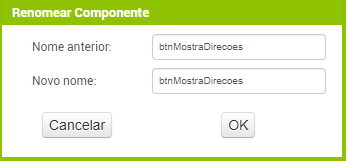 Renomear Componente
Nome anterior: btnMostraDirecoes
Novo nome: btnMostraDirecoes
Cancelar OK